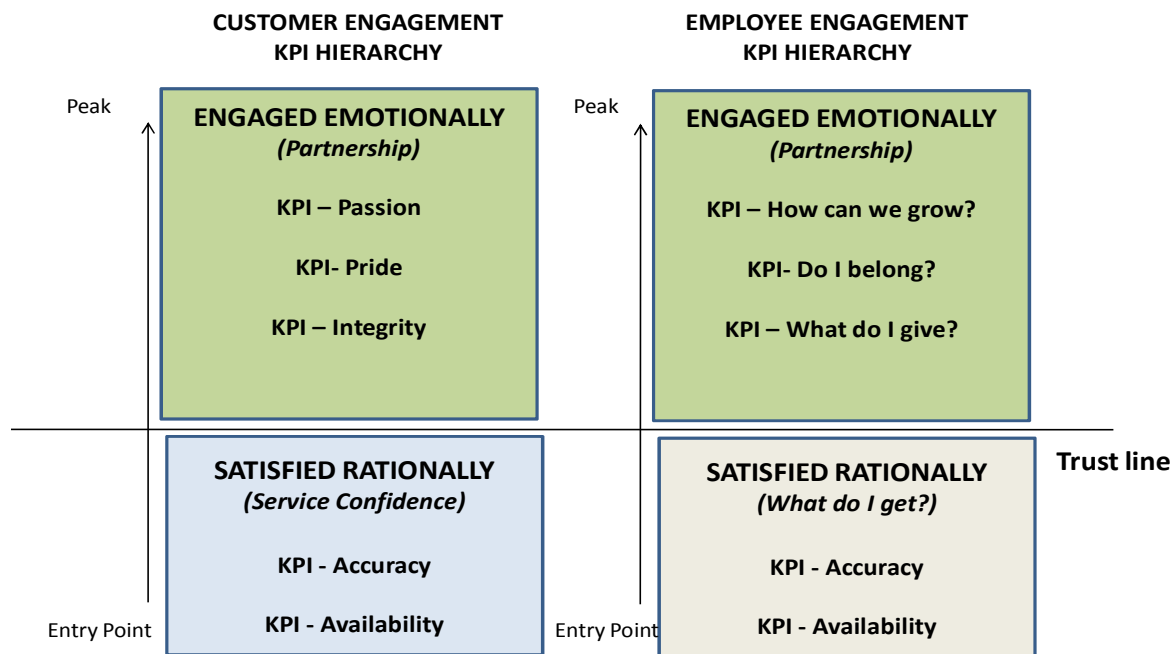 CUSTOMER ENGAGEMENT
KPI HIERARCHY
Peak
ENGAGED EMOTIONALLY
(Partnership)
KPI – Passion
KPI- Pride
KPI – Integrity
SATISFIED RATIONALLY
(Service Confidence)
KPI - Accuracy
KPI - Availability
Entry Point
EMPLOYEE ENGAGEMENT
KPI HIERARCHY
Peak
ENGAGED EMOTIONALLY
(Partnership)
KPI – How can we grow?
KPI- Do I belong?
KPI – What do I give?
Trust line
SATISFIED RATIONALLY
(What do I get?)
KPI - Accuracy
KPI - Availability
Entry Point